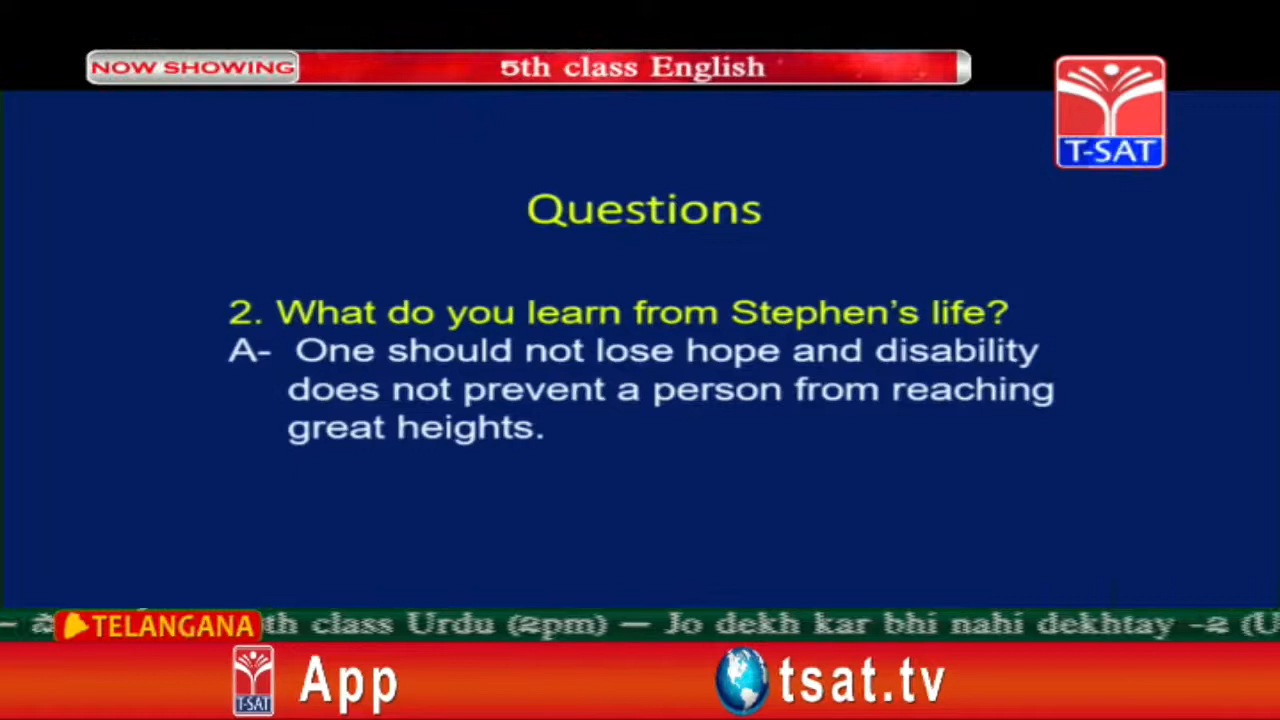 NOW SHOWING
5th class English
T-SAT
Questions
2. What do you learn from Stephen's life?
A- One should not lose hope and disability
does not prevent a person from reaching
great heights.
TELANGANA
th class Urdu (2pm) – Jo dekh kar bhi nahi dekhtay -2 (U
T-SAT
App
tsat.tv